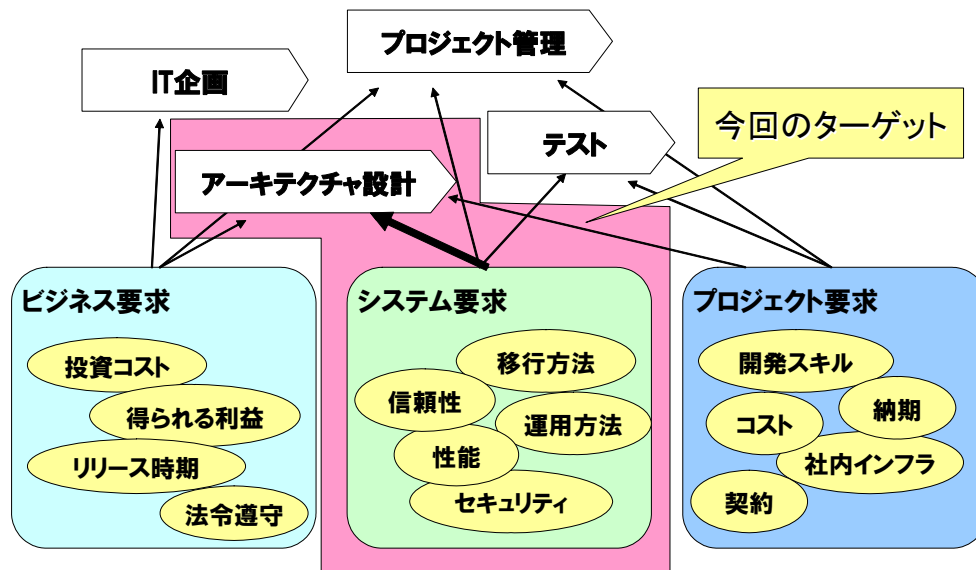 プロジェクト管理
IT企画
今回のターゲット
テスト
アーキテクチャ設計
ビジネス要求
投資コスト
得られる利益
リリース時期
法令遵守
システム要求
移行方法
信頼性
運用方法
性能
セキュリティ
プロジェクト要求
開発スキル
納期
コスト
社内インフラ
契約